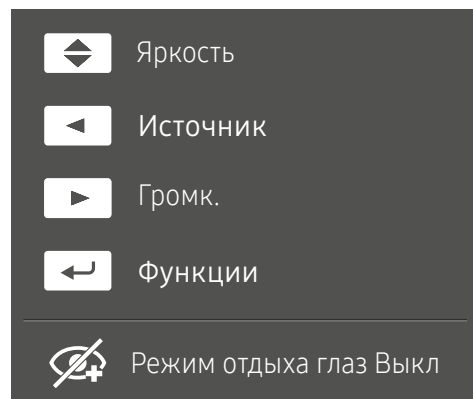 Яркость
Источник
Громк.
Функции
Режим отдыха глаз Выкл